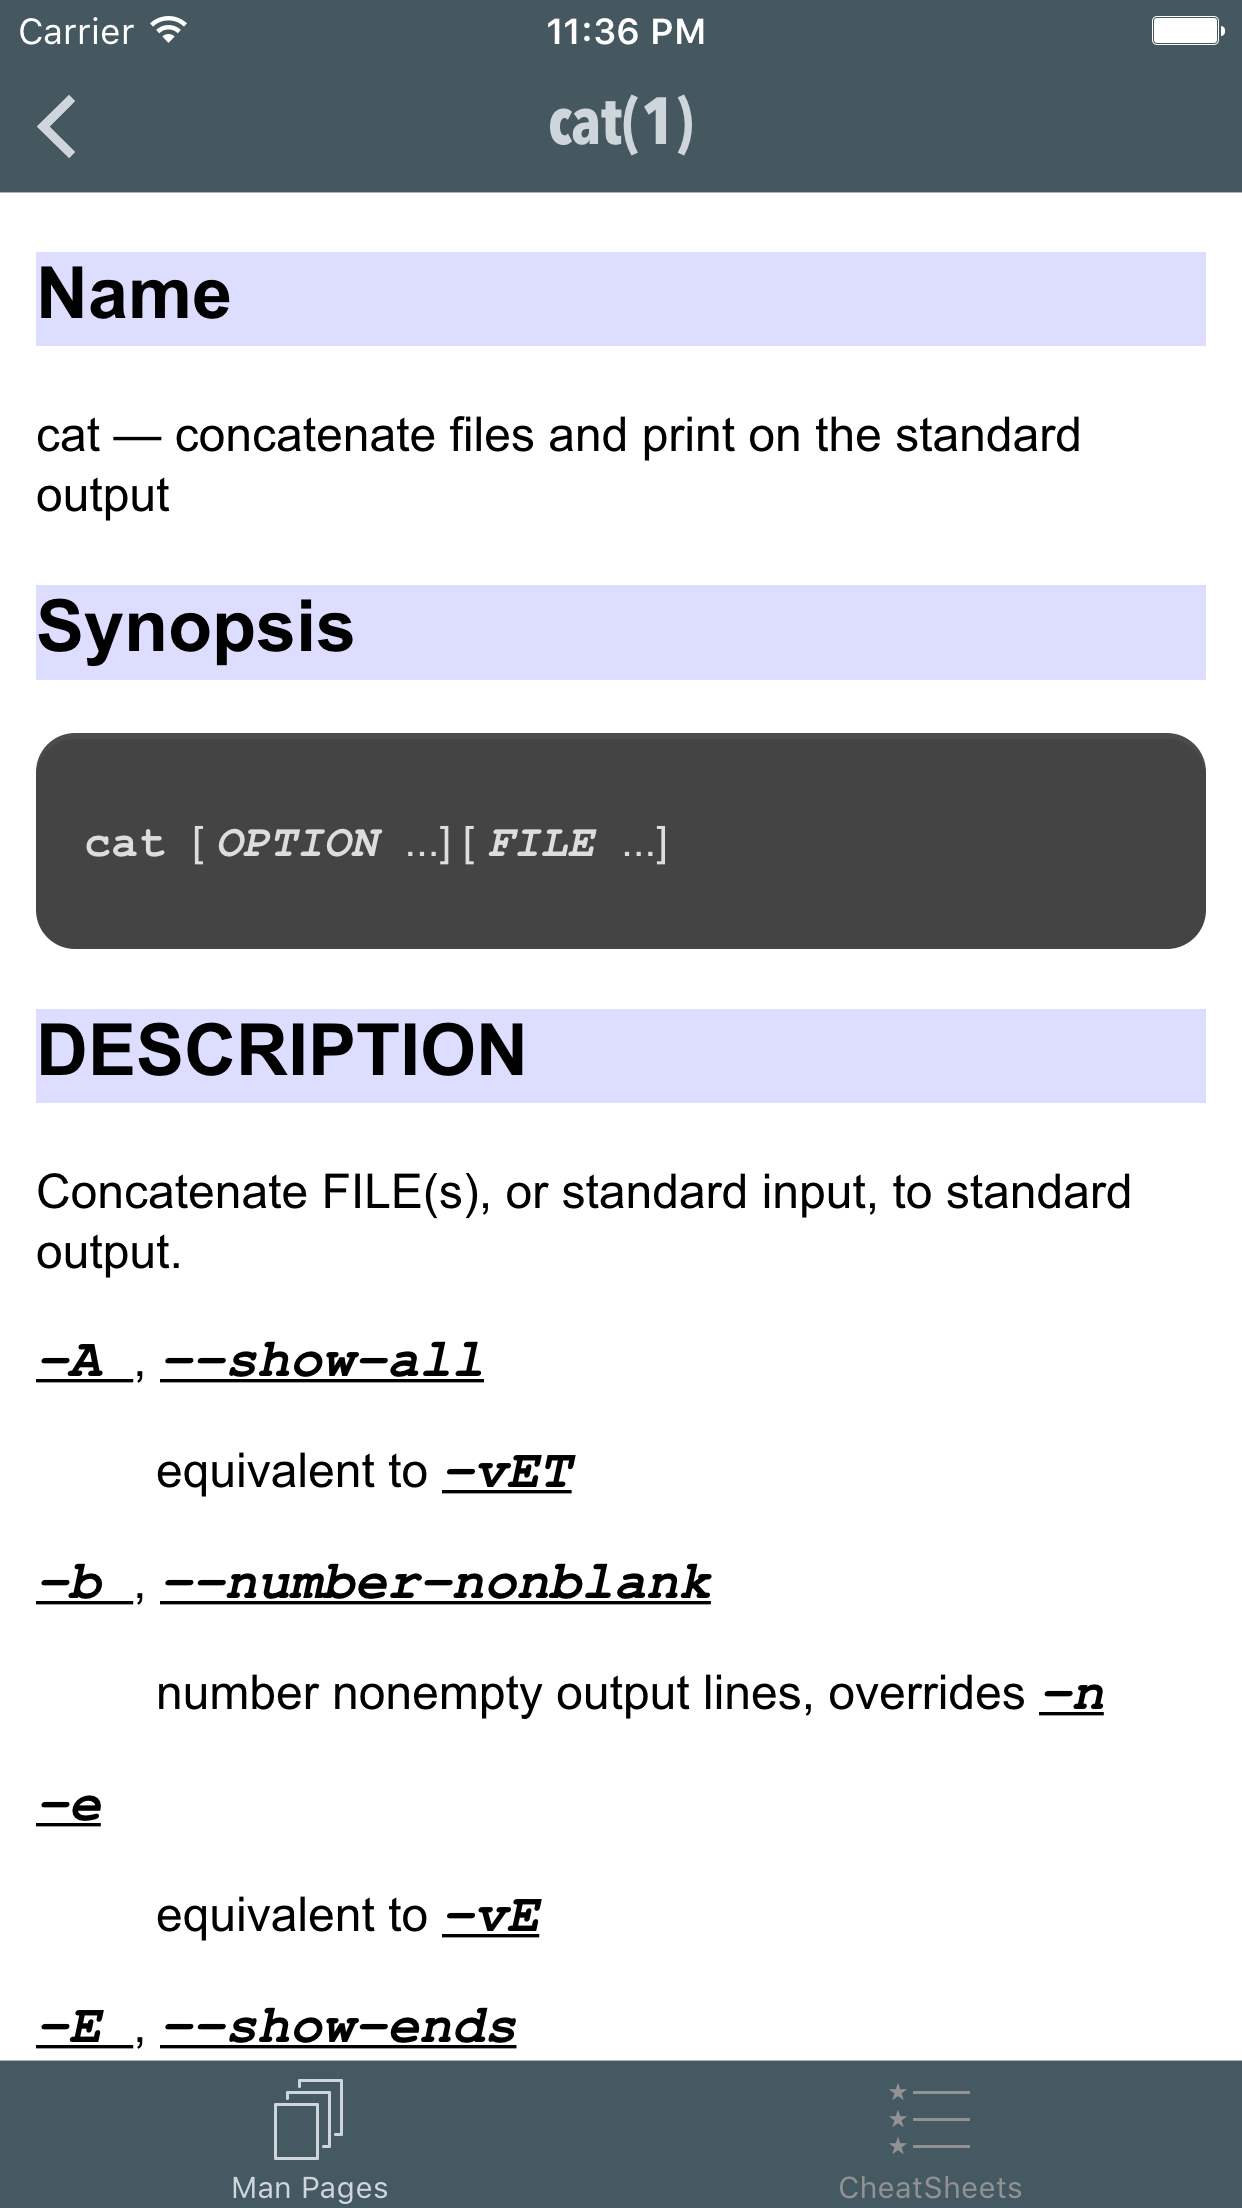 Carrier 11:36 PM
cat(1)
Name
cat — concatenate files and print on the standard
output
Synopsis
cat [ OPTION ...] [ FILE ...]
DESCRIPTION
Concatenate FILE(s), or standard input, to standard
output.
-A , --show-all
equivalent to -vET
-b , --number-nonblank
number nonempty output lines, overrides -n
-e
equivalent to -vE
-E , --show-ends
Man Pages CheatSheets